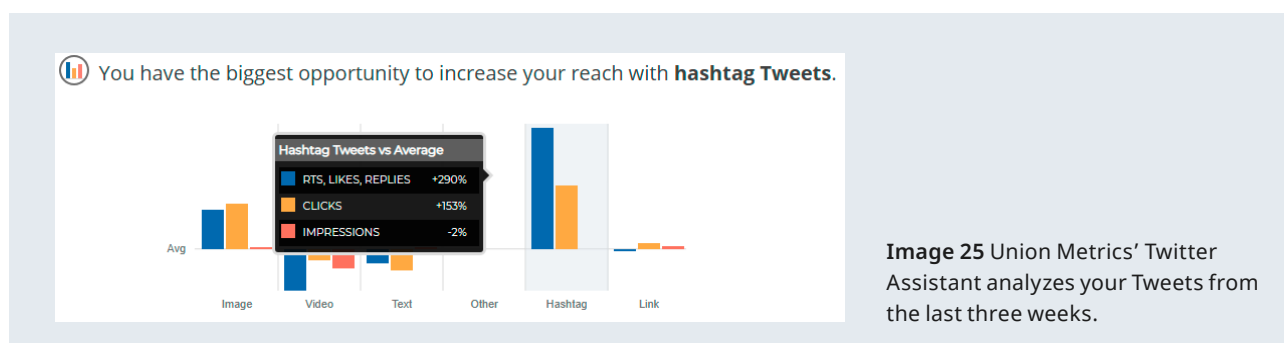 You have the biggest opportunity to increase your reach with hashtag Tweets.
Hashtag Tweets vs Average
RTS, LIKES, REPLIES +290%
CLICKS +153%
IMPRESSIONS -2%
Avg
Image Video Text Other Hashtag Link
Image 25 Union Metrics’ Twitter
Assistant analyzes your Tweets from
the last three weeks.